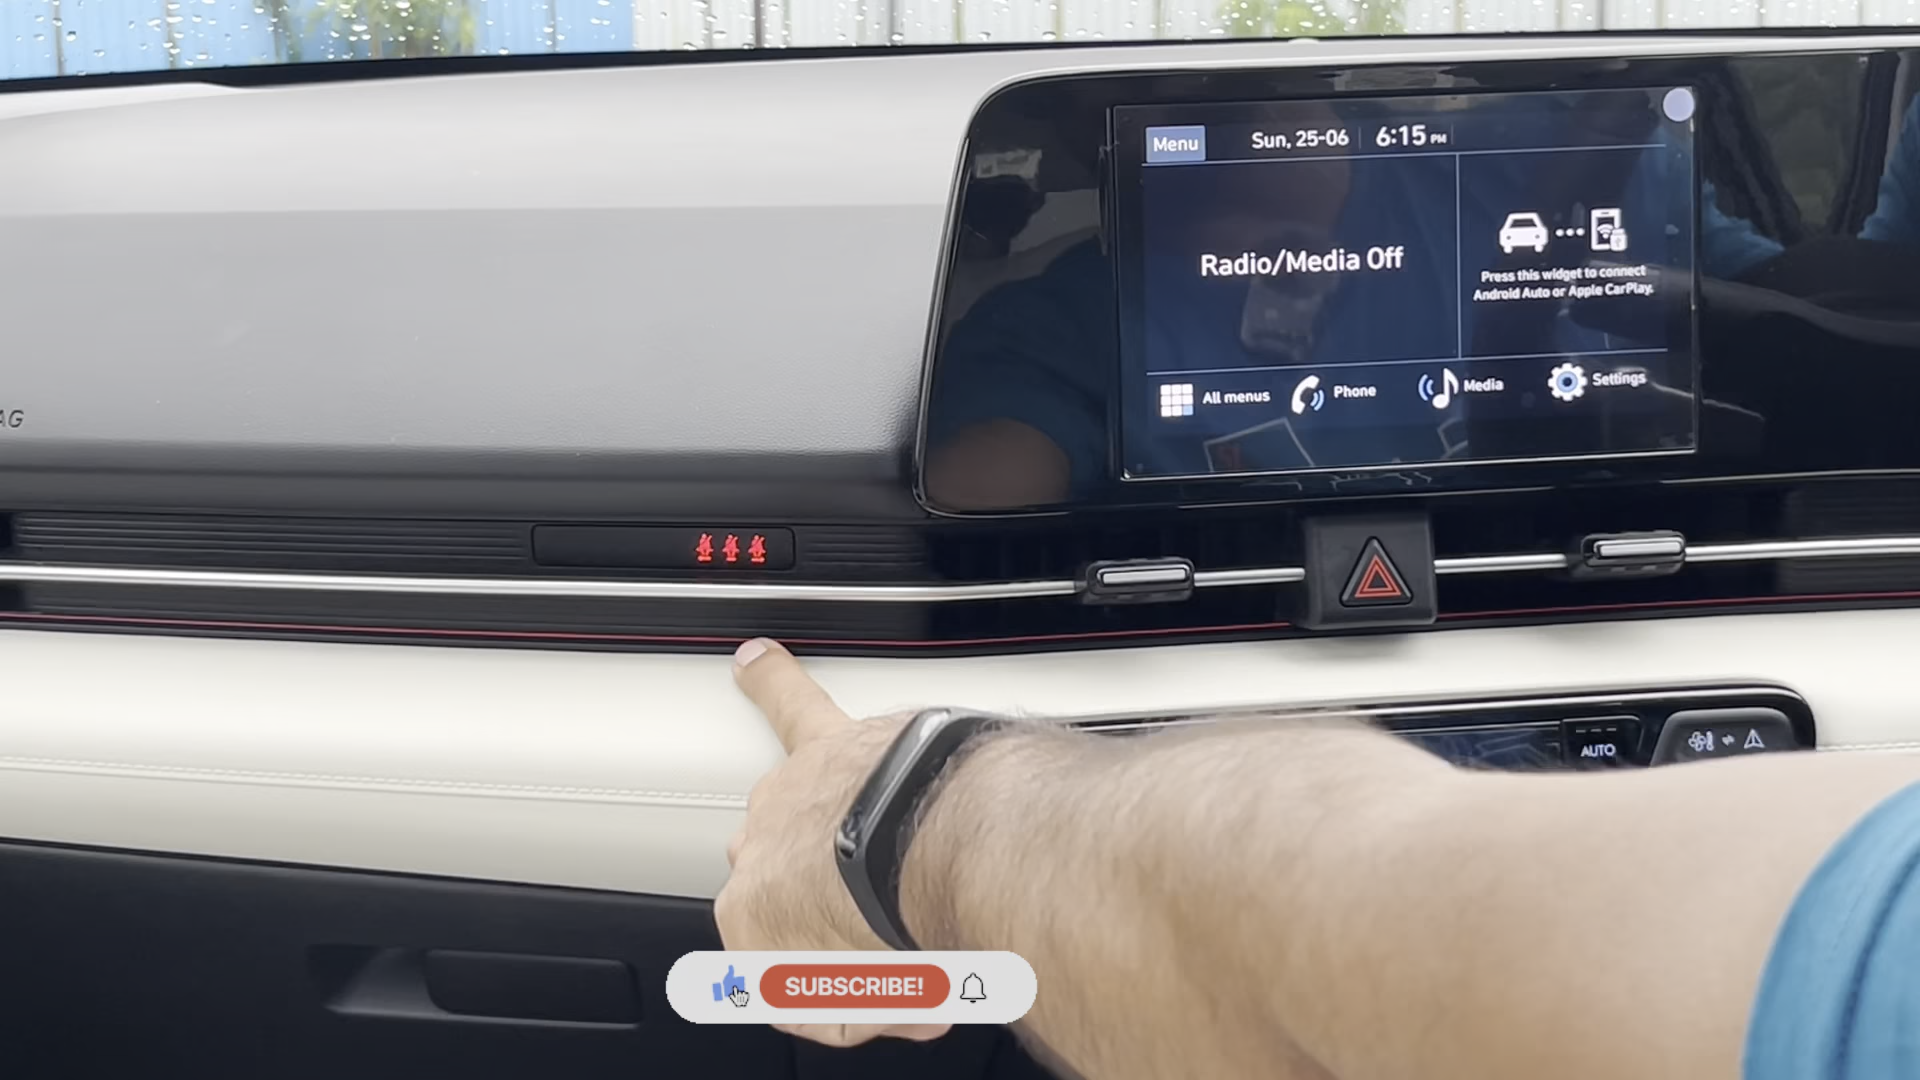 Menu
Sun, 25-06
6:15 PM
Radio/Media Off
Press this widget to connect
Android Auto or Apple CarPlay.
All menus
Phone
Media
Settings
AG
AUTO
SUBSCRIBE!